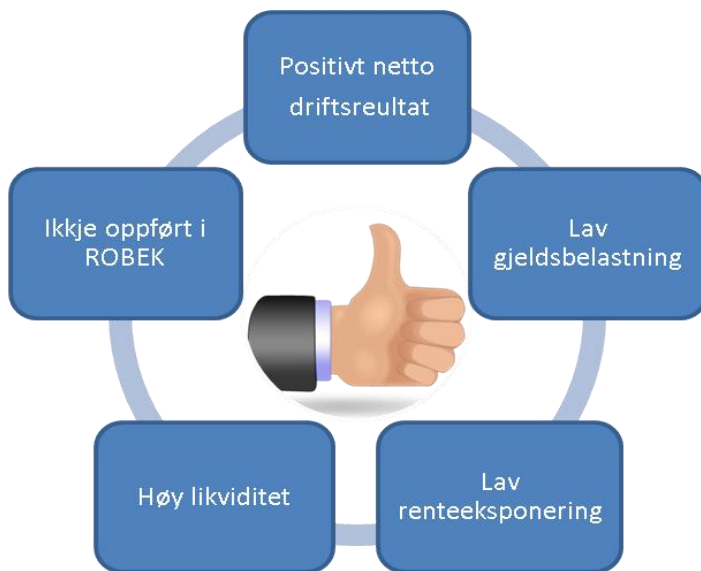 Positivt netto
driftsreultat
Lav
gjeldsbelastning
Lav
renteeksponering
Høy likviditet
Ikkje oppført i
ROBEK